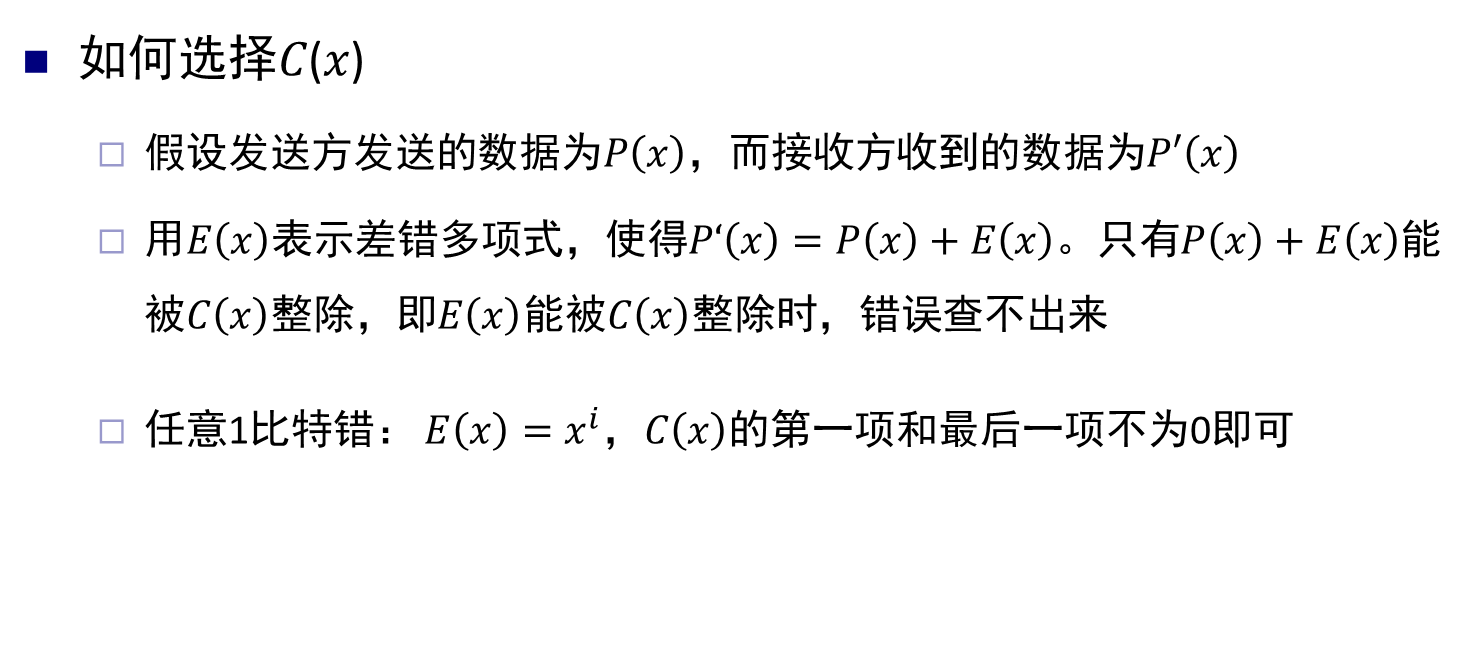 如何选择C(x)
假设发送方发送的数据为P(x)，而接收方收到的数据为P′(x)
用E(x)表示差错多项式，使得P‘(x) = P(x) + E(x)。只有P(x) + E(x)能
被C(x)整除，即E(x)能被C(x)整除时，错误查不出来
任意1比特错： E(x) = xⁱ，C(x)的第一项和最后一项不为0即可